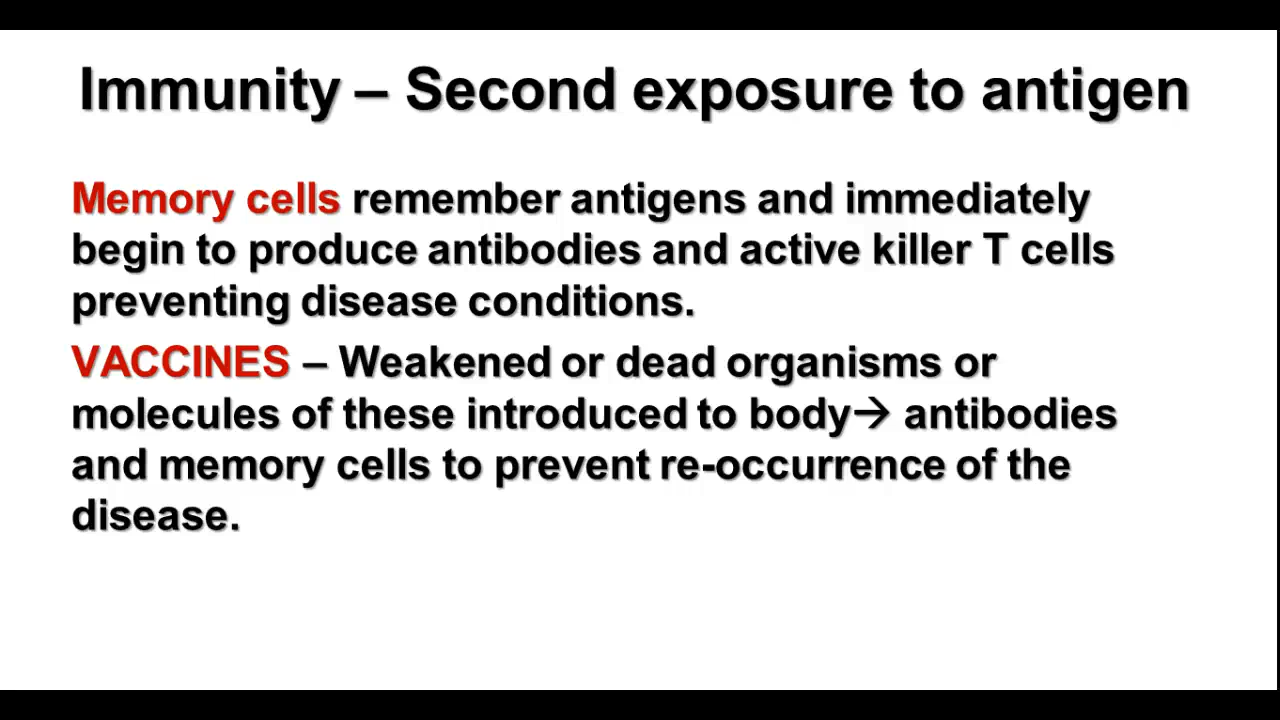 Immunity – Second exposure to antigen
Memory cells remember antigens and immediately
begin to produce antibodies and active killer T cells
preventing disease conditions.
VACCINES – Weakened or dead organisms or
molecules of these introduced to body→ antibodies
and memory cells to prevent re-occurrence of the
disease.